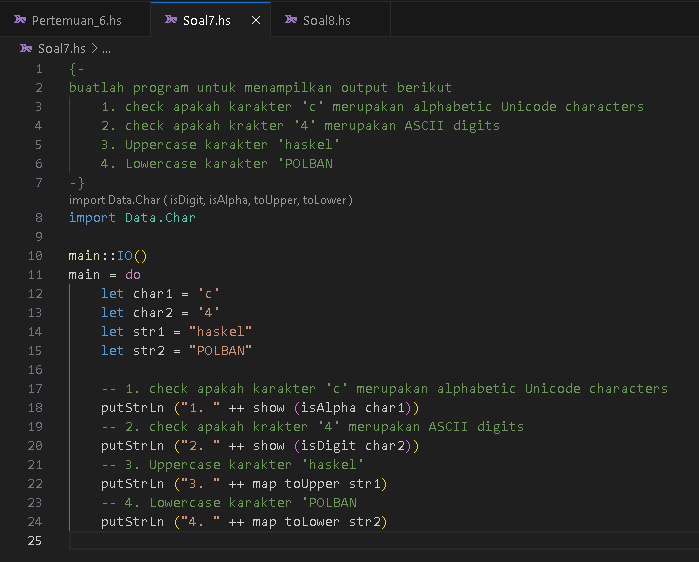 Pertemuan_6.hs Soal7.hs × Soal8.hs
Soal7.hs > ...
1 {-
2 buatlah program untuk menampilkan output berikut
3 1. check apakah karakter 'c' merupakan alphabetic Unicode characters
4 2. check apakah krakter '4' merupakan ASCII digits
5 3. Uppercase karakter 'haskel'
6 4. Lowercase karakter 'POLBAN
7 -}
import Data.Char ( isDigit, isAlpha, toUpper, toLower )
8 import Data.Char
9
10 main::IO()
11 main = do
12 let char1 = 'c'
13 let char2 = '4'
14 let str1 = "haskel"
15 let str2 = "POLBAN"
16
17 -- 1. check apakah karakter 'c' merupakan alphabetic Unicode characters
18 putStrLn ("1. " ++ show (isAlpha char1))
19 -- 2. check apakah krakter '4' merupakan ASCII digits
20 putStrLn ("2. " ++ show (isDigit char2))
21 -- 3. Uppercase karakter 'haskel'
22 putStrLn ("3. " ++ map toUpper str1)
23 -- 4. Lowercase karakter 'POLBAN
24 putStrLn ("4. " ++ map toLower str2)
25